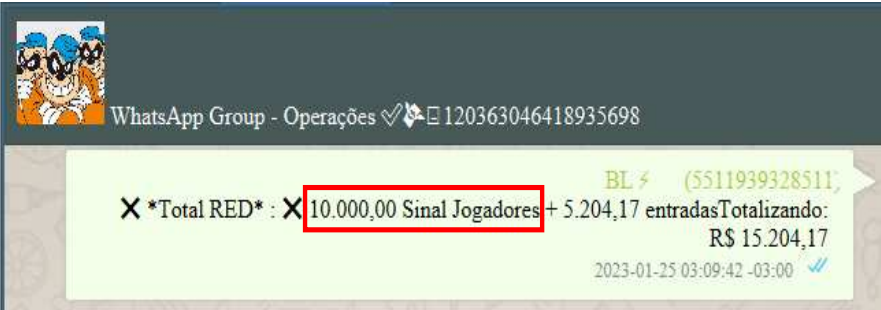 WhatsApp Group - Operações ✅ 120363046418935698
BL⚡ (5511939328511)
❌ *Total RED* : ❌ 10.000,00 Sinal Jogadores + 5.204,17 entradasTotalizando:
R$ 15.204,17
2023-01-25 03:09:42 -03:00